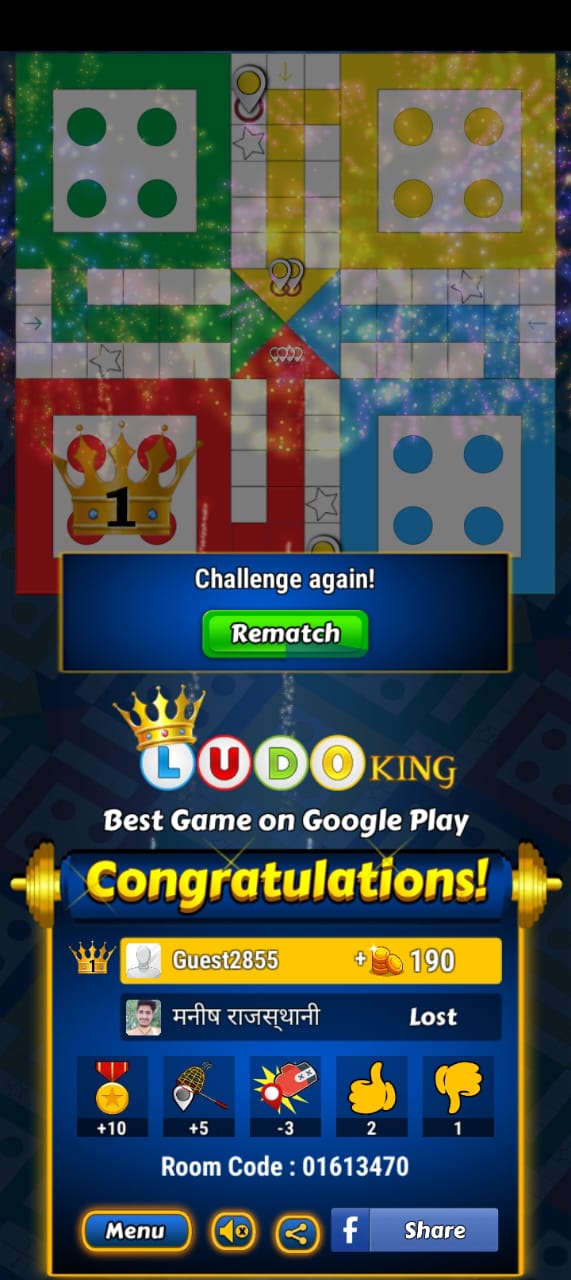 1
Challenge again!
Rematch
LUDO KING
Best Game on Google Play
Congratulations!
1 Guest2855 + 190
मनीष राजस्थानी Lost
+10 +5 -3 2 1
Room Code : 01613470
Menu f Share